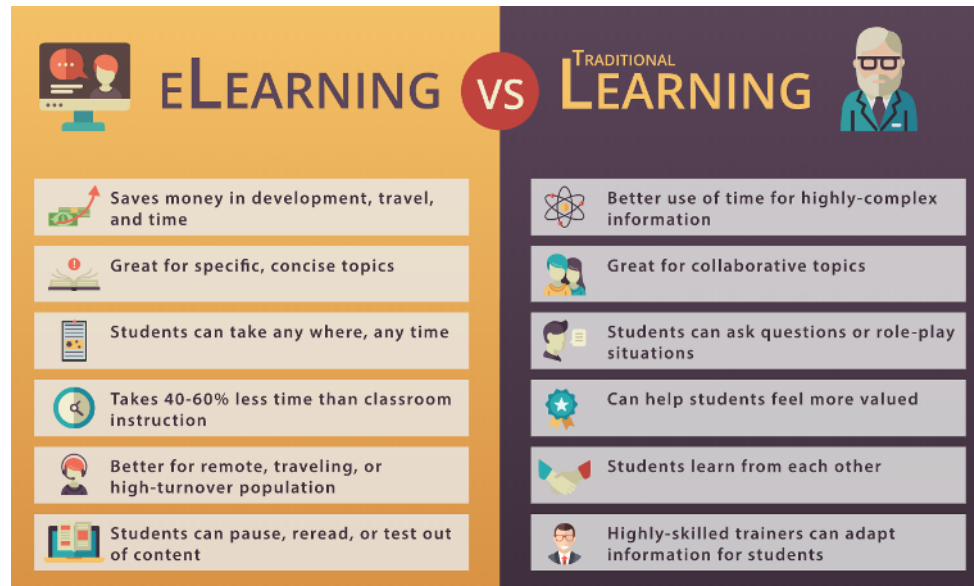 eLearning
VS
Traditional
Learning
Saves money in development, travel,
and time
Great for specific, concise topics
Students can take any where, any time
Takes 40-60% less time than classroom
instruction
Better for remote, traveling, or
high-turnover population
Students can pause, reread, or test out
of content
Better use of time for highly-complex
information
Great for collaborative topics
Students can ask questions or role-play
situations
Can help students feel more valued
Students learn from each other
Highly-skilled trainers can adapt
information for students